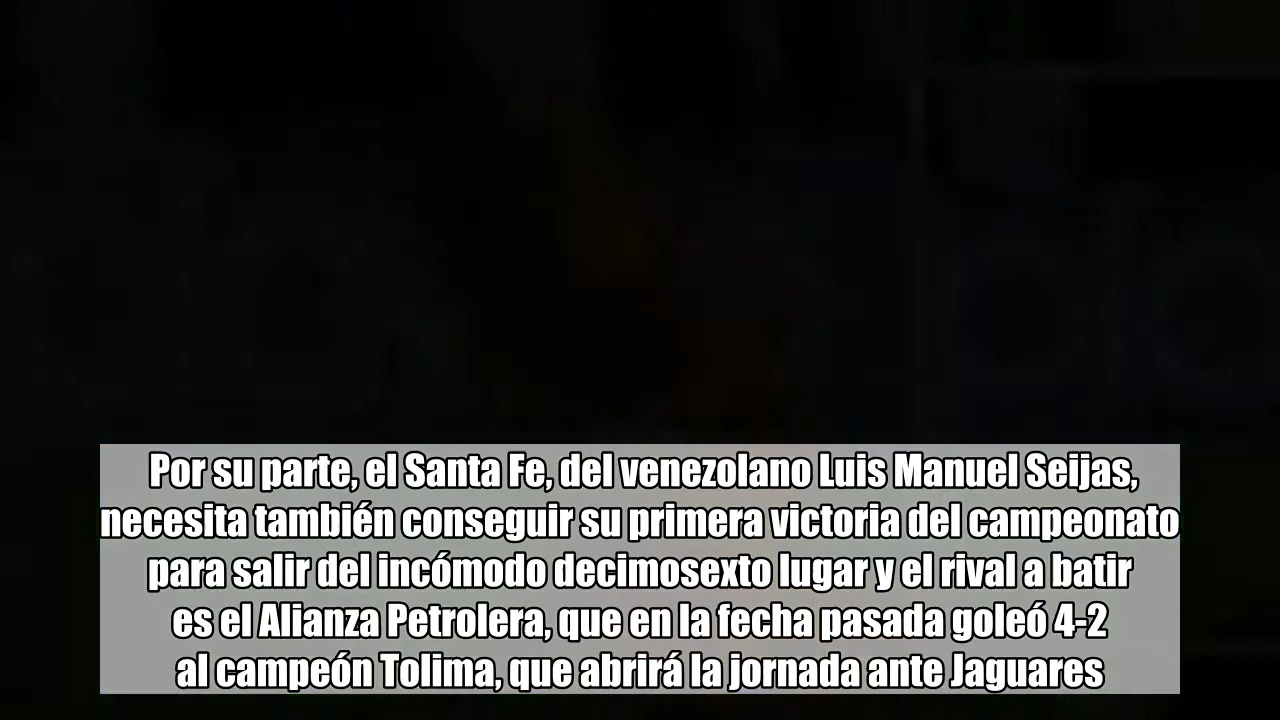 Por su parte, el Santa Fe, del venezolano Luis Manuel Seijas,
necesita también conseguir su primera victoria del campeonato
para salir del incómodo decimosexto lugar y el rival a batir
es el Alianza Petrolera, que en la fecha pasada goleó 4-2
al campeón Tolima, que abrirá la jornada ante Jaguares